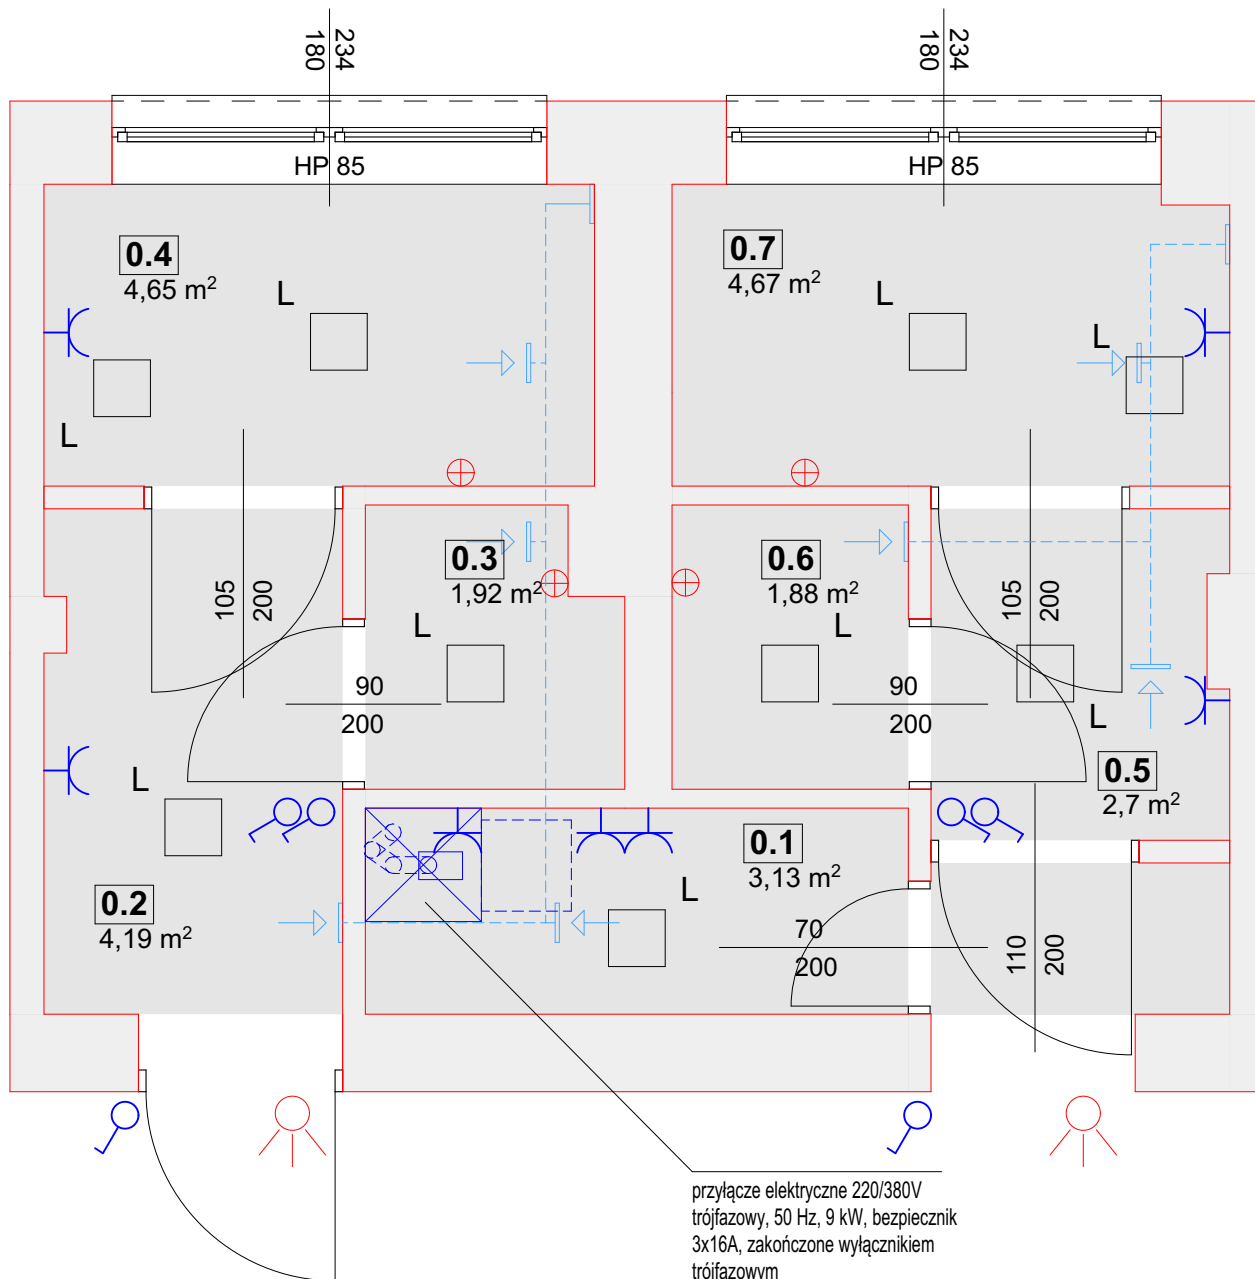 234
180
234
180
HP 85
HP 85
0.4
4,65 m²
L
L
0.7
4,67 m²
L
L
105
200
0.3
1,92 m²
L
90
200
0.6
1,88 m²
L
90
200
105
200
L
0.5
2,7 m²
L
0.2
4,19 m²
0.1
3,13 m²
L
70
200
110
200
przyłącze elektryczne 220/380V
trójfazowy, 50 Hz, 9 kW, bezpiecznik
3x16A, zakończone wyłącznikiem
trójfazowym